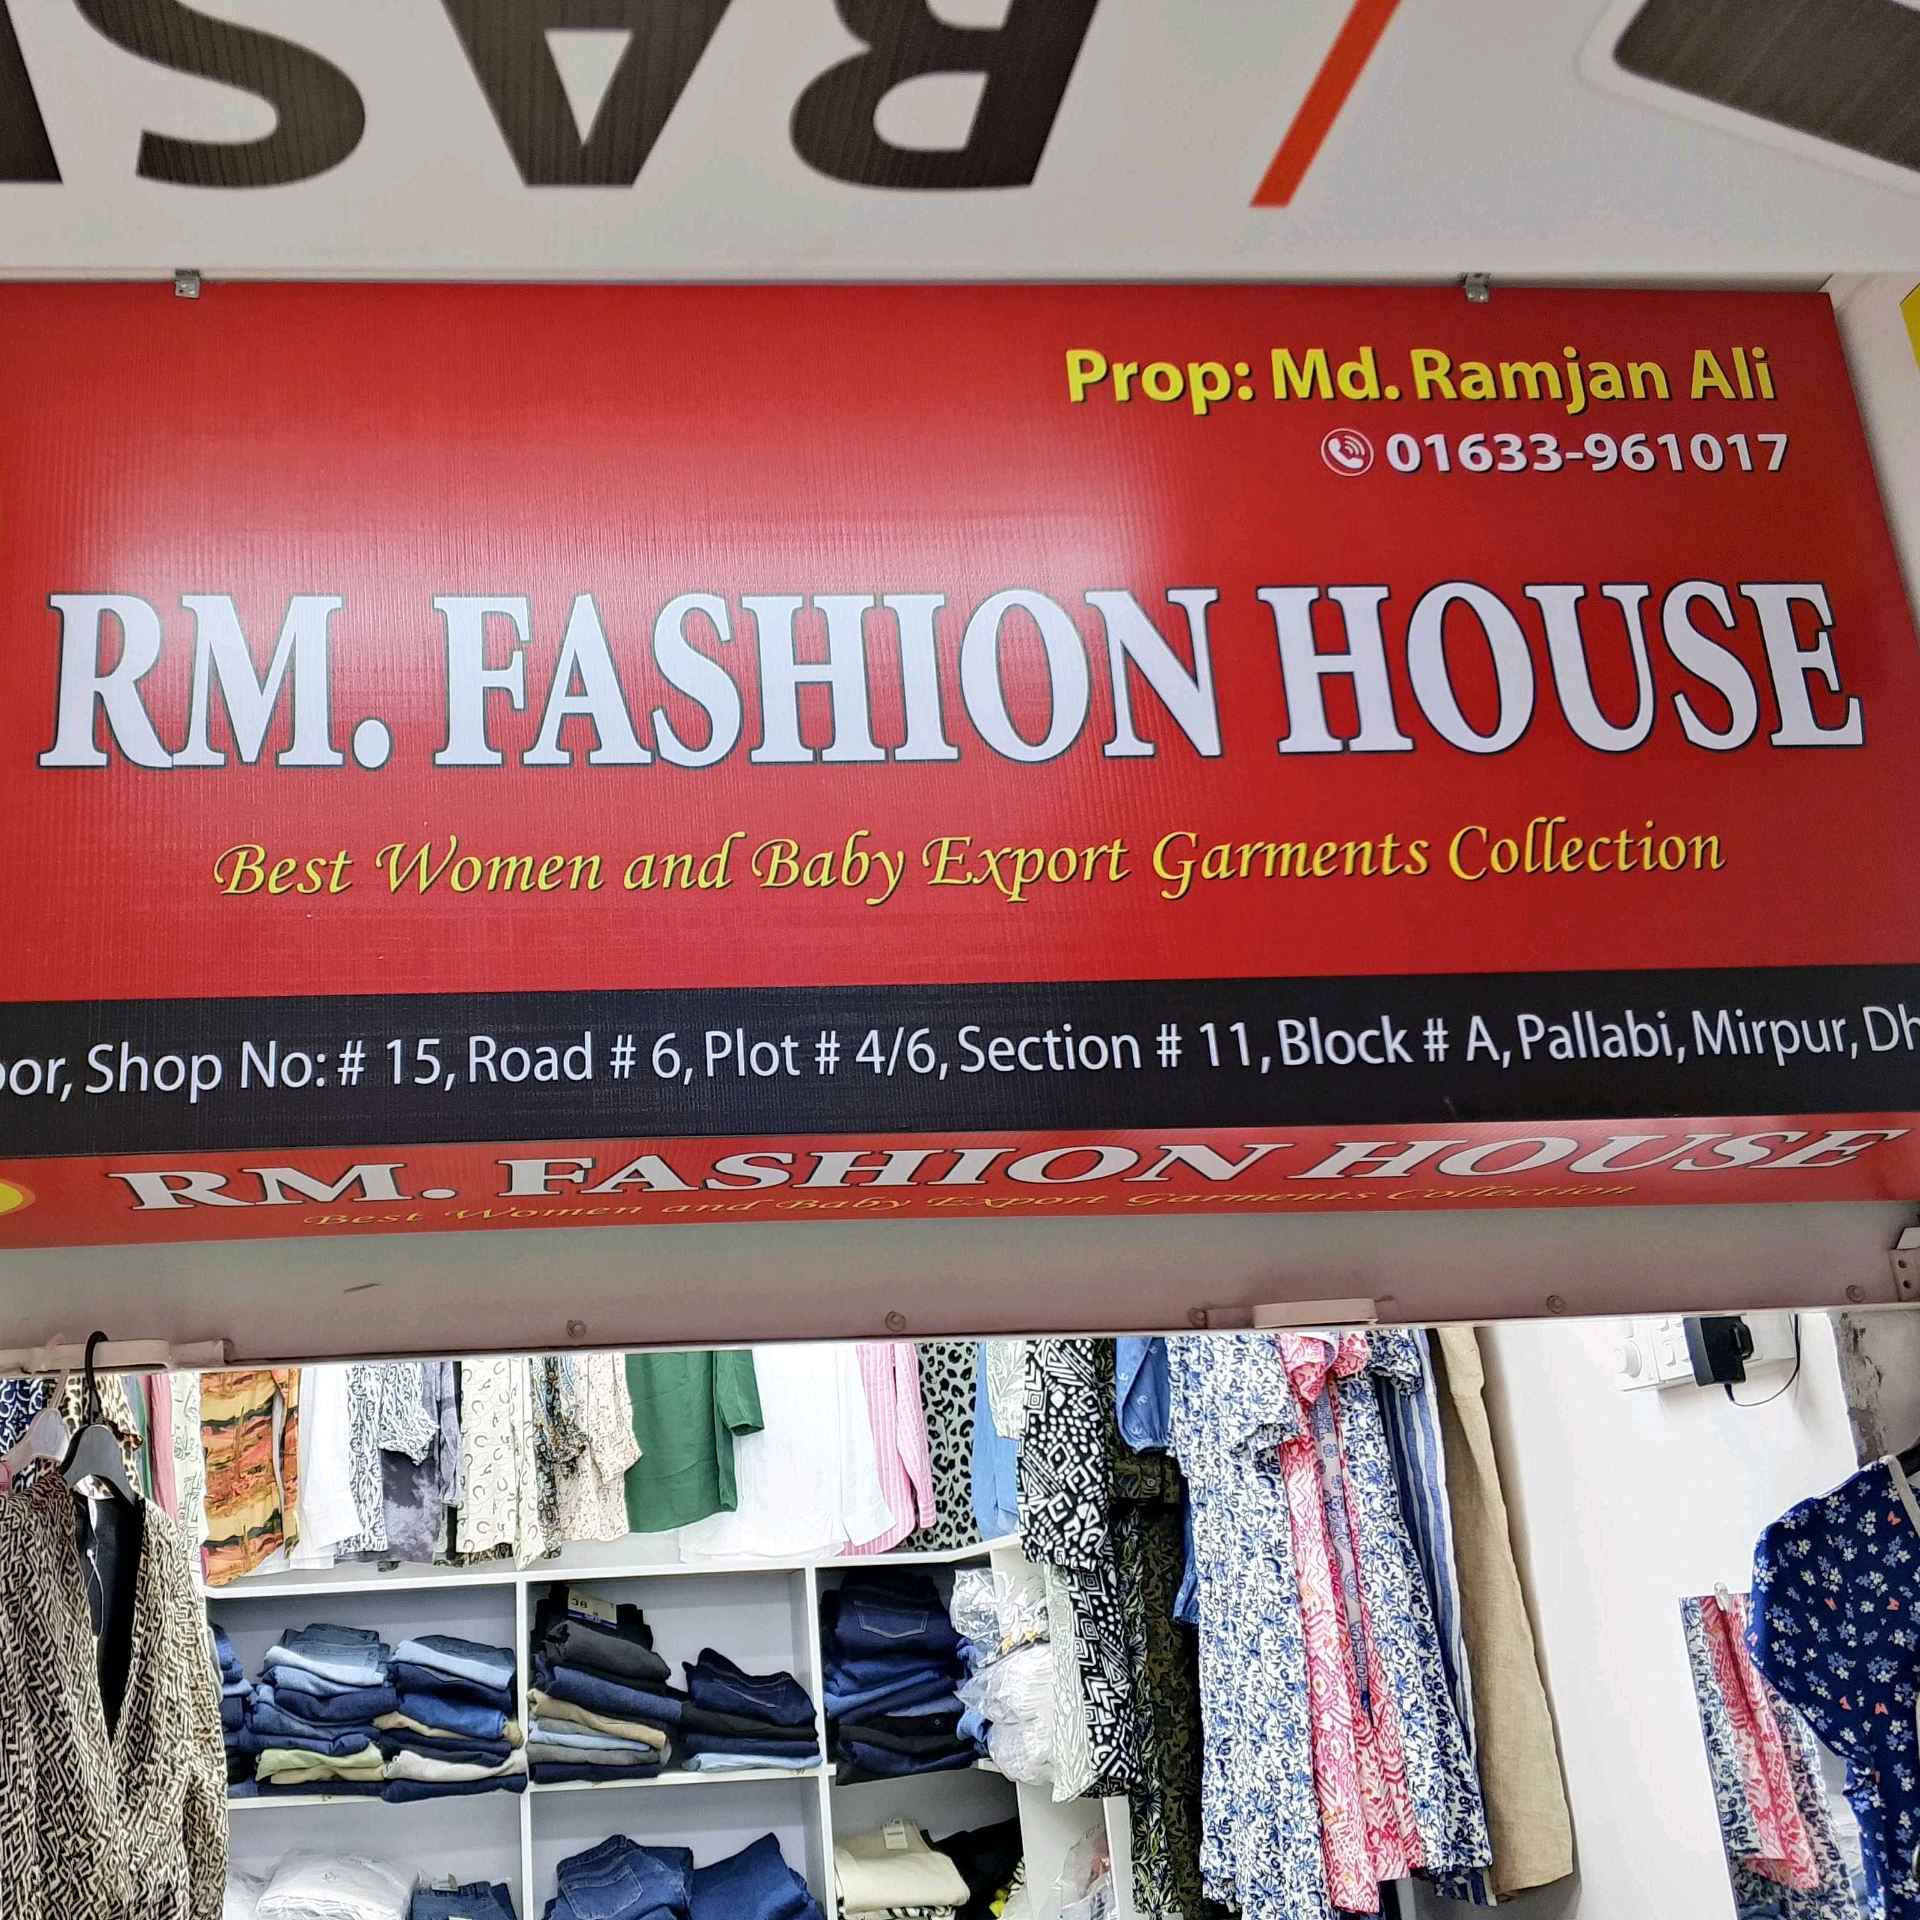 Prop: Md. Ramjan Ali
01633-961017
RM. FASHION HOUSE
Best Women and Baby Export Garments Collection
Shop No: # 15, Road # 6, Plot # 4/6, Section # 11, Block # A, Pallabi, Mirpur,
RM. FASHION HOUSE
Best Women and Baby Export Garments Collection
38